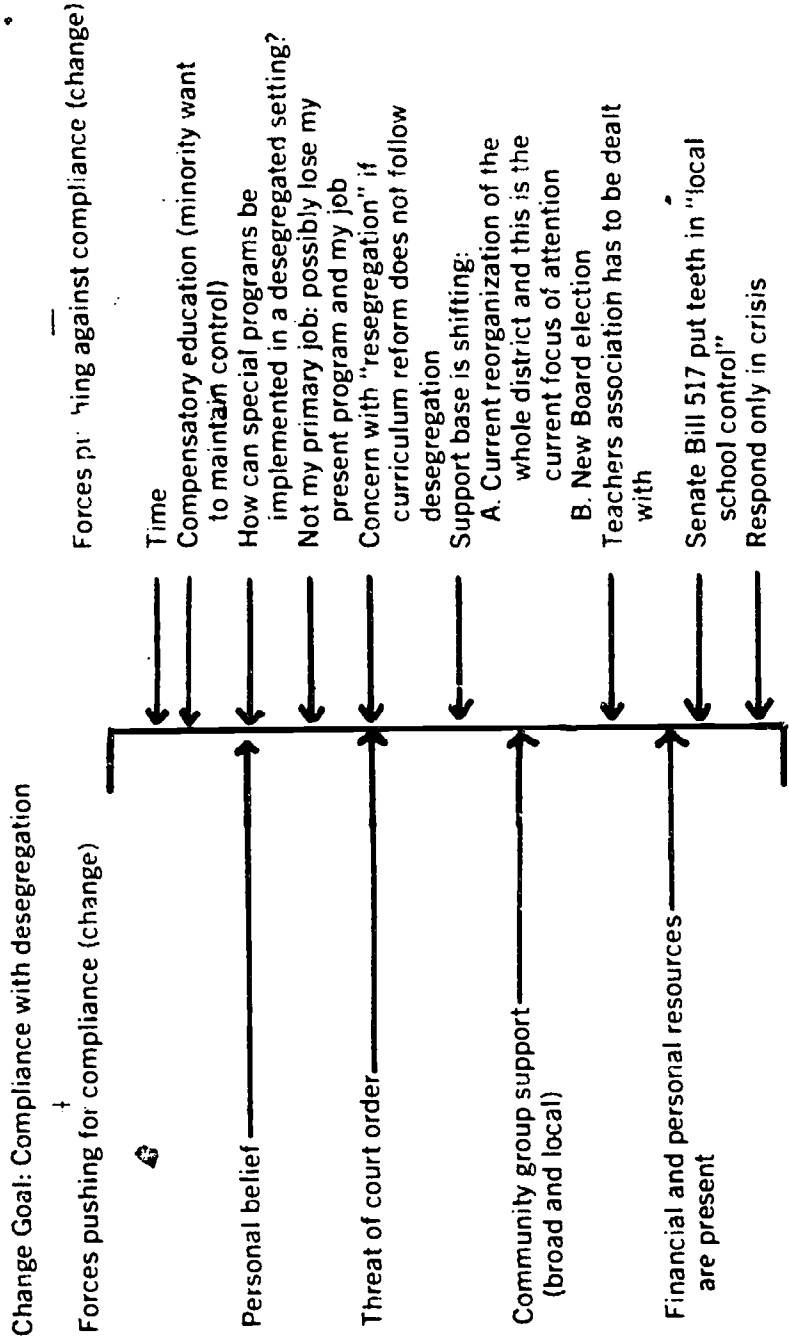 Change Goal: Compliance with desegregation
+
Forces pushing for compliance (change)
Personal belief
Threat of court order
Community group support
(broad and local)
Financial and personal resources
are present
—
Forces against compliance (change)
Time
Compensatory education (minority want
to maintain control)
How can special programs be
implemented in a desegregated setting?
Not my primary job: possibly lose my
present program and my job
Concern with "resegregation" if
curriculum reform does not follow
desegregation
Support base is shifting:
A. Current reorganization of the
whole district and this is the
current focus of attention
B. New Board election
Teachers association has to be dealt
with
Senate Bill 517 put teeth in "local
school control"
Respond only in crisis